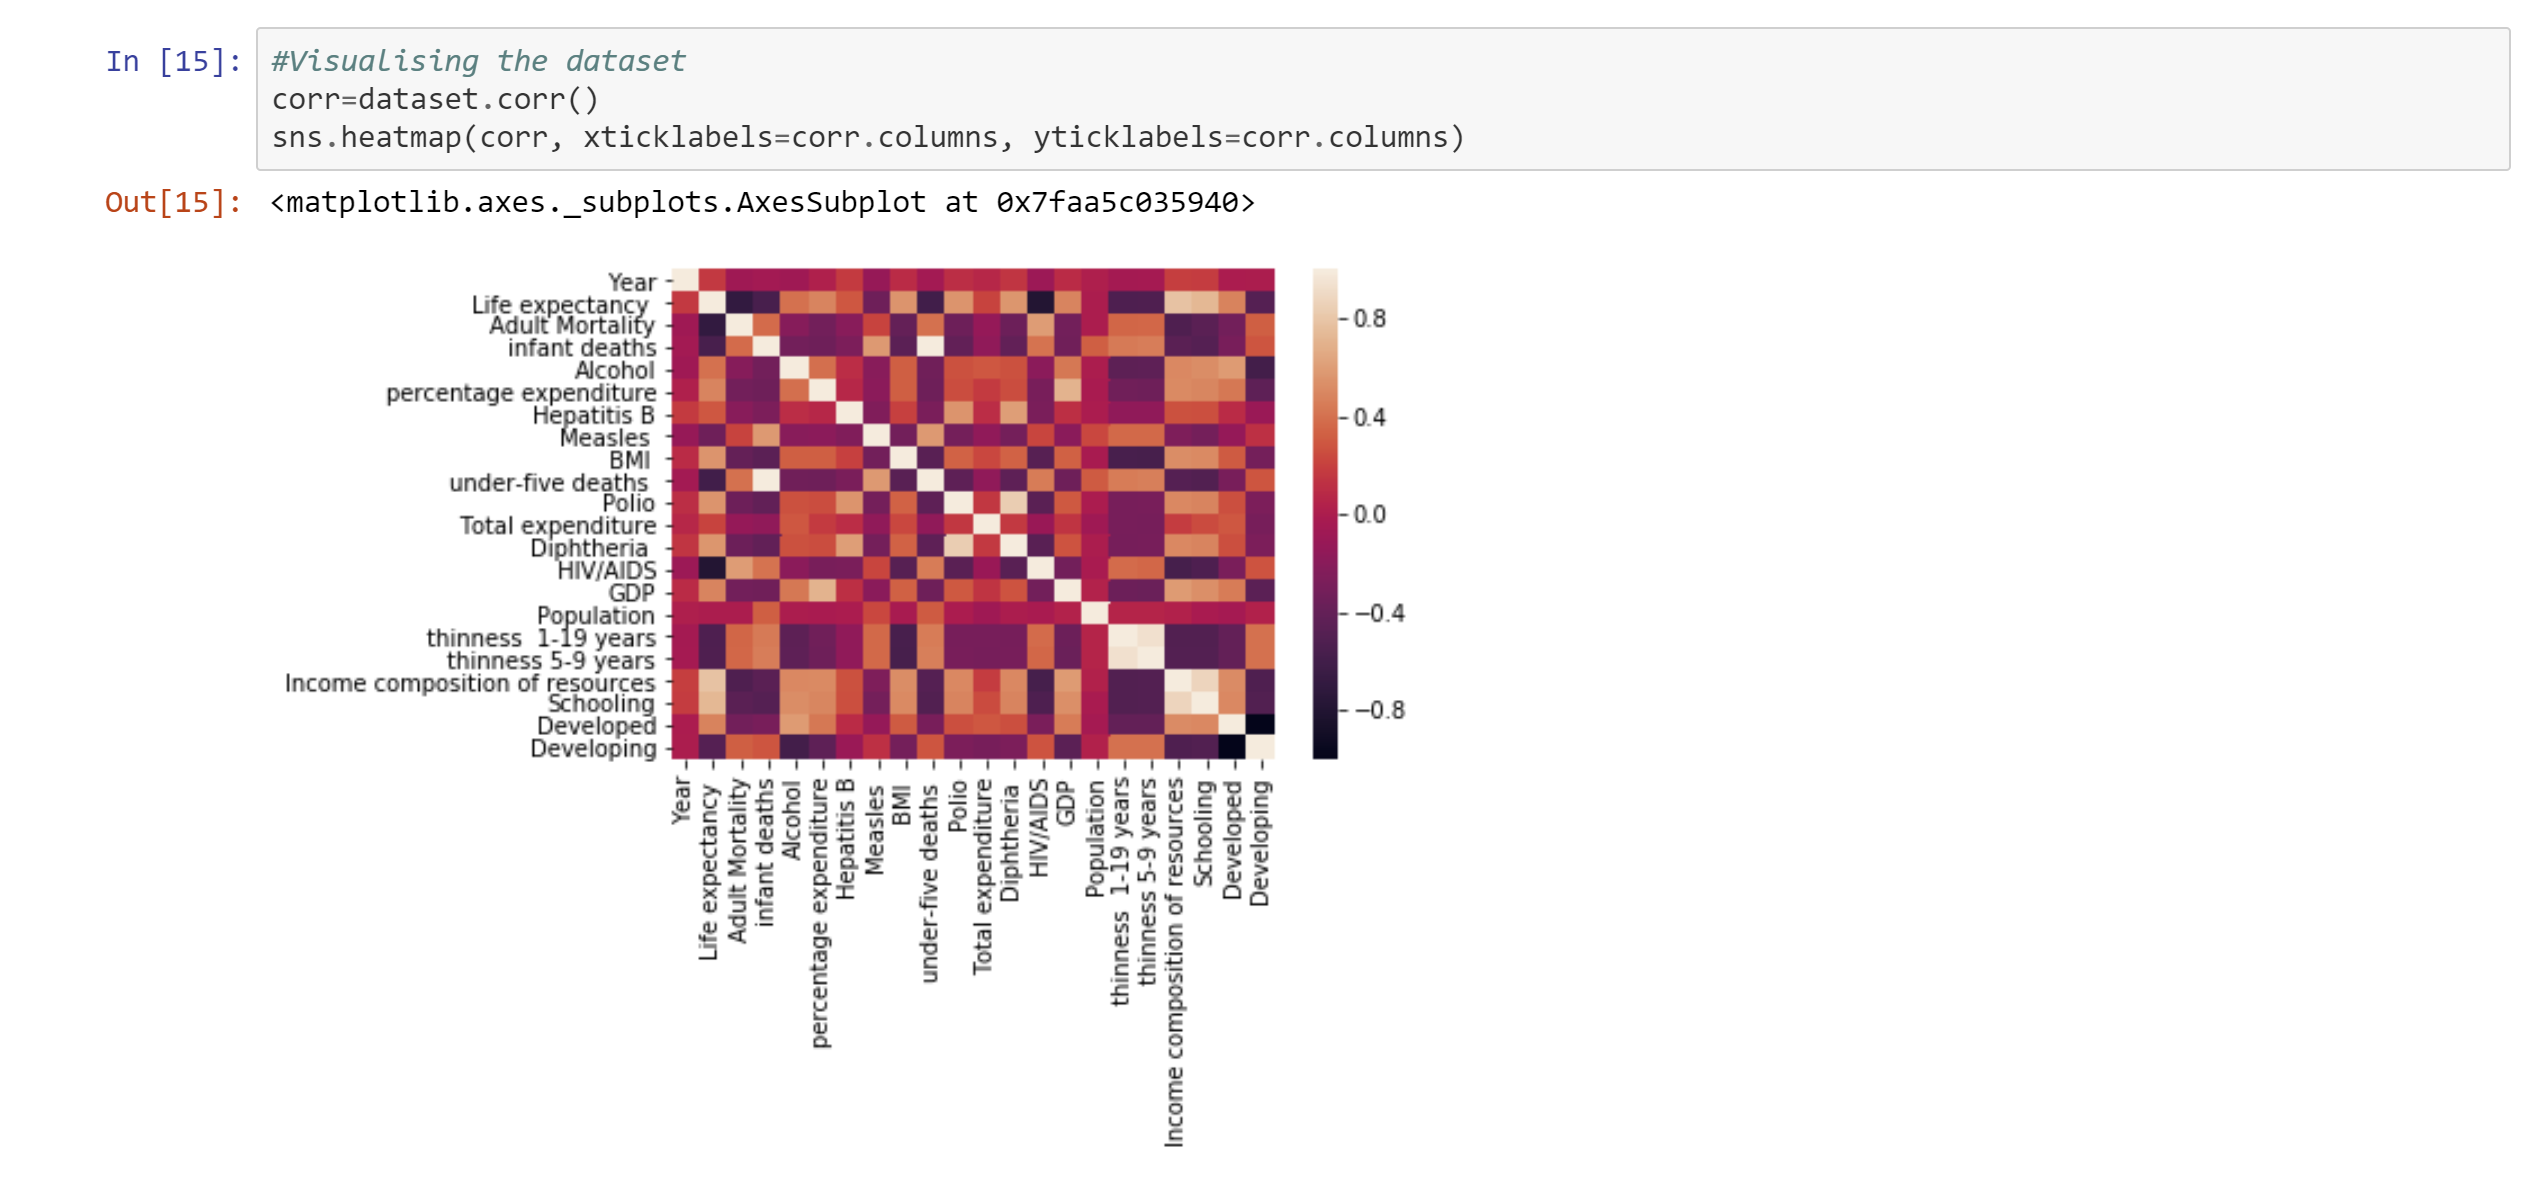 In [15]:
#Visualising the dataset
corr=dataset.corr()
sns.heatmap(corr, xticklabels=corr.columns, yticklabels=corr.columns)
Out[15]:
<matplotlib.axes._subplots.AxesSubplot at 0x7faa5c035940>
Year
Life expectancy
Adult Mortality
infant deaths
Alcohol
percentage expenditure
Hepatitis B
Measles
BMI
under-five deaths
Polio
Total expenditure
Diphtheria
HIV/AIDS
GDP
Population
thinness  1-19 years
thinness 5-9 years
Income composition of resources
Schooling
Developed
Developing
0.8
0.4
0.0
−0.4
−0.8
Year
Life expectancy
Adult Mortality
infant deaths
Alcohol
percentage expenditure
Hepatitis B
Measles
BMI
under-five deaths
Polio
Total expenditure
Diphtheria
HIV/AIDS
GDP
Population
thinness  1-19 years
thinness 5-9 years
Income composition of resources
Schooling
Developed
Developing